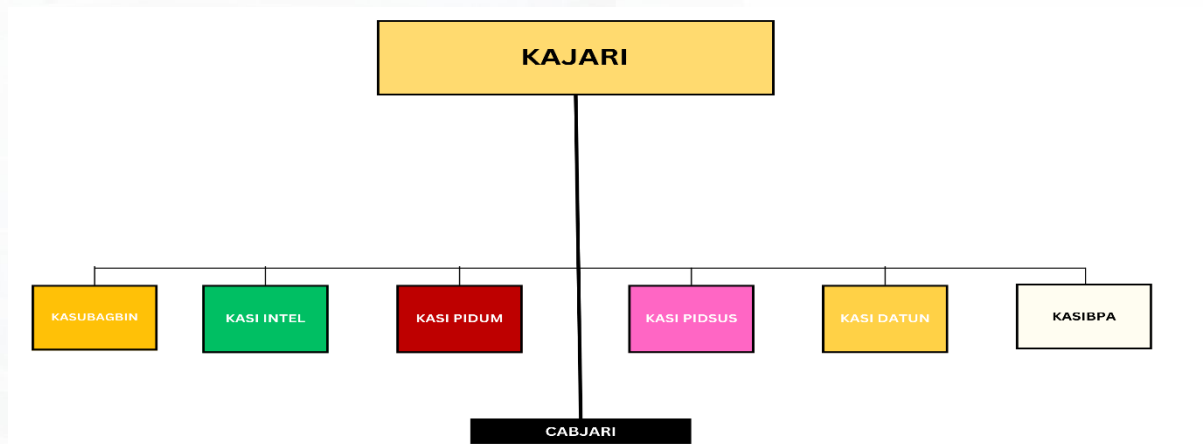 KAJARI
KASUBAGBIN
KASI INTEL
KASI PIDUM
KASI PIDSUS
KASI DATUN
KASIBPA
CABJARI